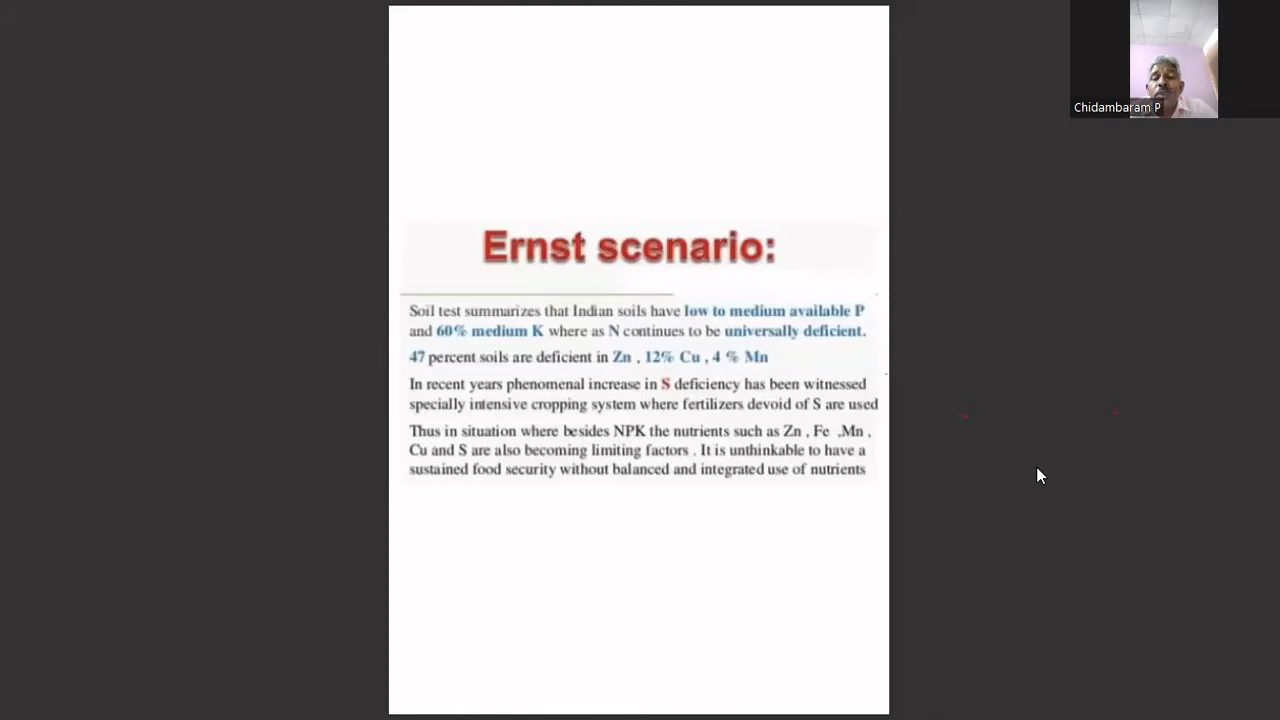 Chidambaram P
Ernst scenario:
Soil test summarizes that Indian soils have low to medium available P
and 60% medium K where as N continues to be universally deficient.
47 percent soils are deficient in Zn , 12% Cu , 4 % Mn
In recent years phenomenal increase in S deficiency has been witnessed
specially intensive cropping system where fertilizers devoid of S are used
Thus in situation where besides NPK the nutrients such as Zn , Fe ,Mn ,
Cu and S are also becoming limiting factors . It is unthinkable to have a
sustained food security without balanced and integrated use of nutrients